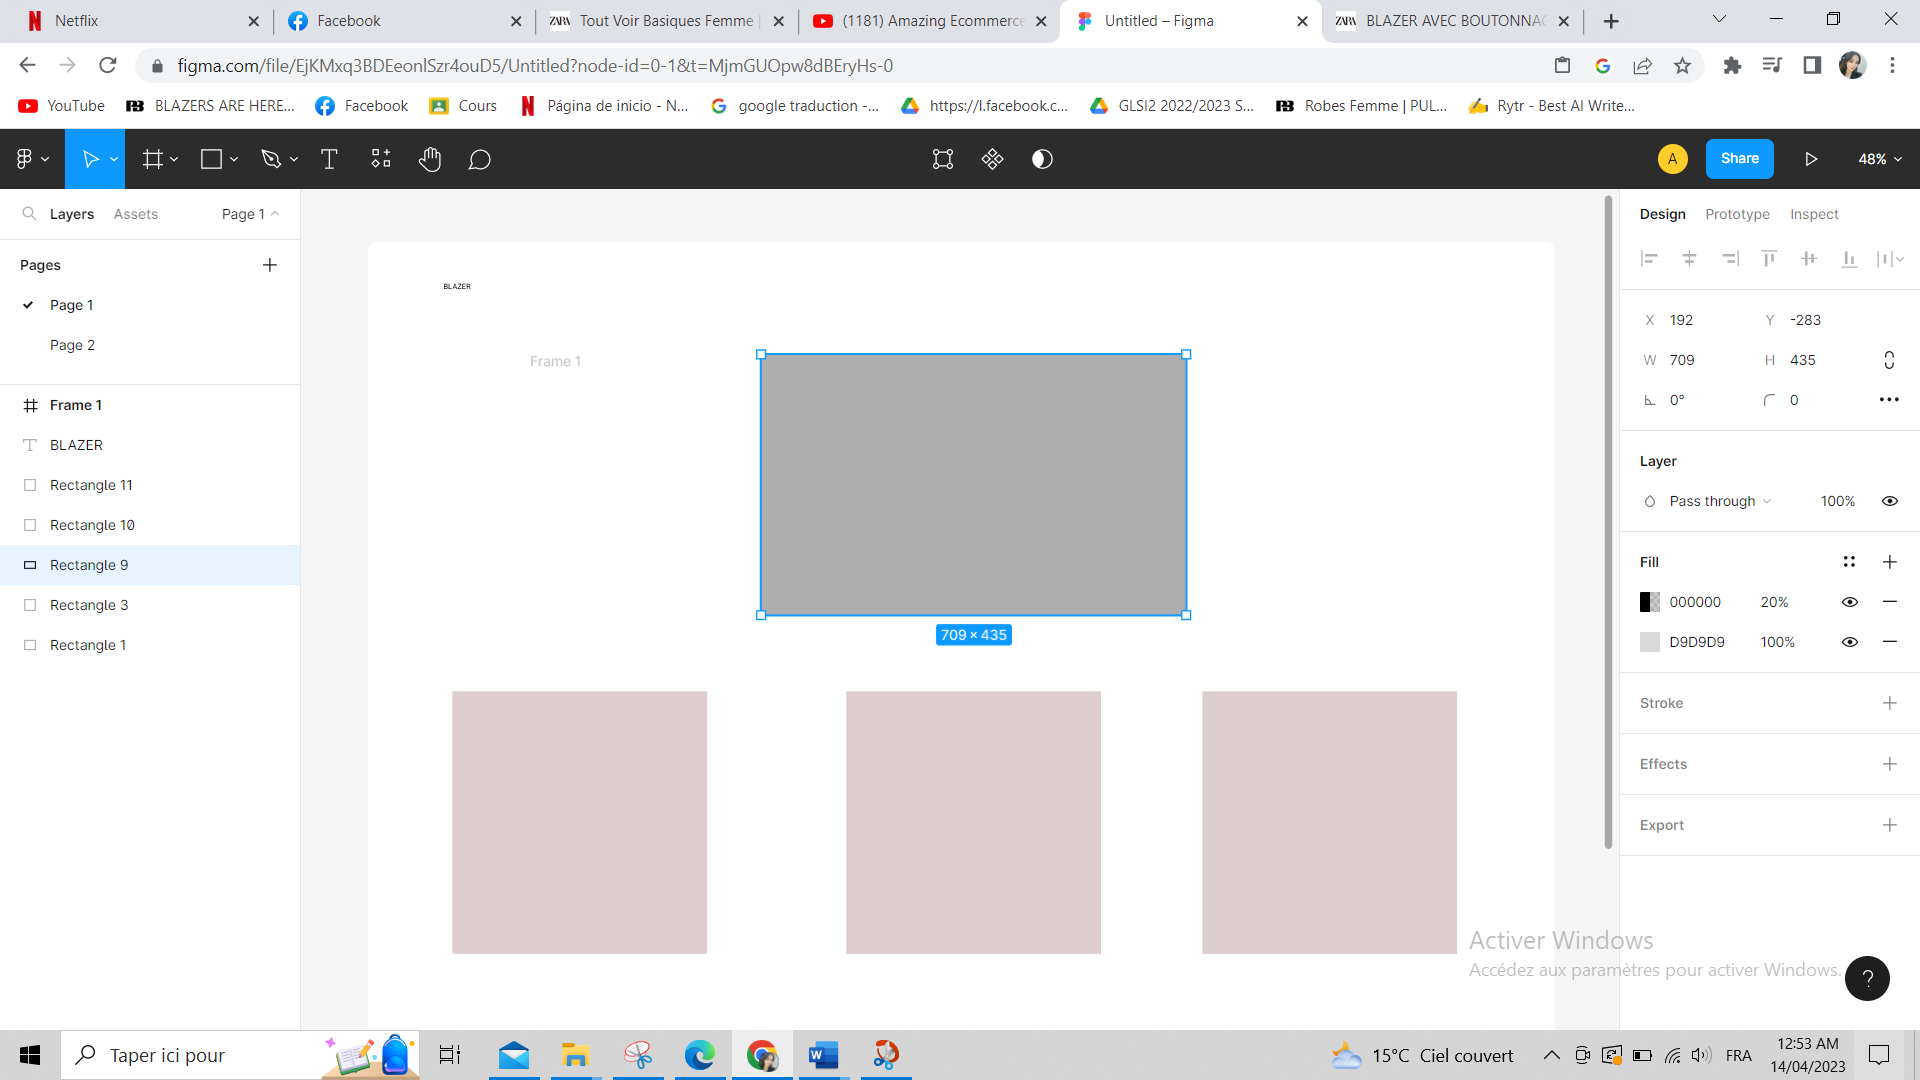 Netflix
Facebook
Tout Voir Basiques Femme |
(1181) Amazing Ecommerce
Untitled – Figma
BLAZER AVEC BOUTONNAG
figma.com/file/EjKMxq3BDEeonlSzr4ouD5/Untitled?node-id=0-1&t=MjmGUOpw8dBEryHs-0
YouTube
BLAZERS ARE HERE...
Facebook
Cours
Página de inicio - N...
google traduction -...
https://l.facebook.c...
GLSI2 2022/2023 S...
Robes Femme | PUL...
Rytr - Best AI Write...
A
Share
48%
Layers
Assets
Page 1
Design
Prototype
Inspect
Pages
Page 1
Page 2
Frame 1
BLAZER
Rectangle 11
Rectangle 10
Rectangle 9
Rectangle 3
Rectangle 1
BLAZER
Frame 1
709 × 435
X 192
Y -283
W 709
H 435
0°
0
Layer
Pass through
100%
Fill
000000
20%
D9D9D9
100%
Stroke
Effects
Export
Activer Windows
Accédez aux paramètres pour activer Windows.
?
Taper ici pour
15°C Ciel couvert
FRA
12:53 AM
14/04/2023